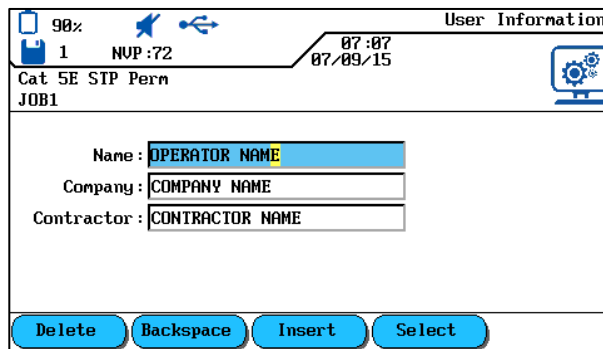 90% User Information
1 NVP:72 07:07
07/09/15
Cat 5E STP Perm
JOB1
Name: OPERATOR NAME
Company: COMPANY NAME
Contractor: CONTRACTOR NAME
Delete Backspace Insert Select